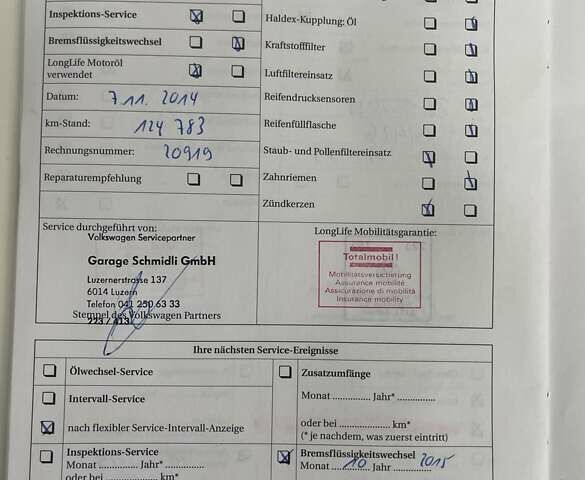 Inspektions-Service
Bremsflüssigkeitswechsel
LongLife Motoröl
verwendet
Datum: 7.11. 2014
km-Stand: 124 783
Rechnungsnummer: 20919
Reparaturempfehlung
Haldex-Kupplung: Öl
Kraftstofffilter
Luftfiltereinsatz
Reifendrucksensoren
Reifenfüllflasche
Staub- und Pollenfiltereinsatz
Zahnriemen
Zündkerzen
Service durchgeführt von:
Volkswagen Servicepartner
Garage Schmidli GmbH
Luzernerstrasse 137
6014 Luzern
Telefon 041 250 63 33
Stempel des Volkswagen Partners
223 / 413
LongLife Mobilitätsgarantie:
Totalmobil!
Mobilitätsversicherung
Assurance mobilité
Assicurazione di mobilità
Insurance mobility
Ihre nächsten Service-Ereignisse
Ölwechsel-Service
Intervall-Service
nach flexibler Service-Intervall-Anzeige
Inspektions-Service
Monat ........... Jahr* ............
oder bei .................. km*
Zusatzumfänge
Monat ............. Jahr* .............
oder bei .................. km*
(* je nachdem, was zuerst eintritt)
Bremsflüssigkeitswechsel
Monat 10 Jahr 2015